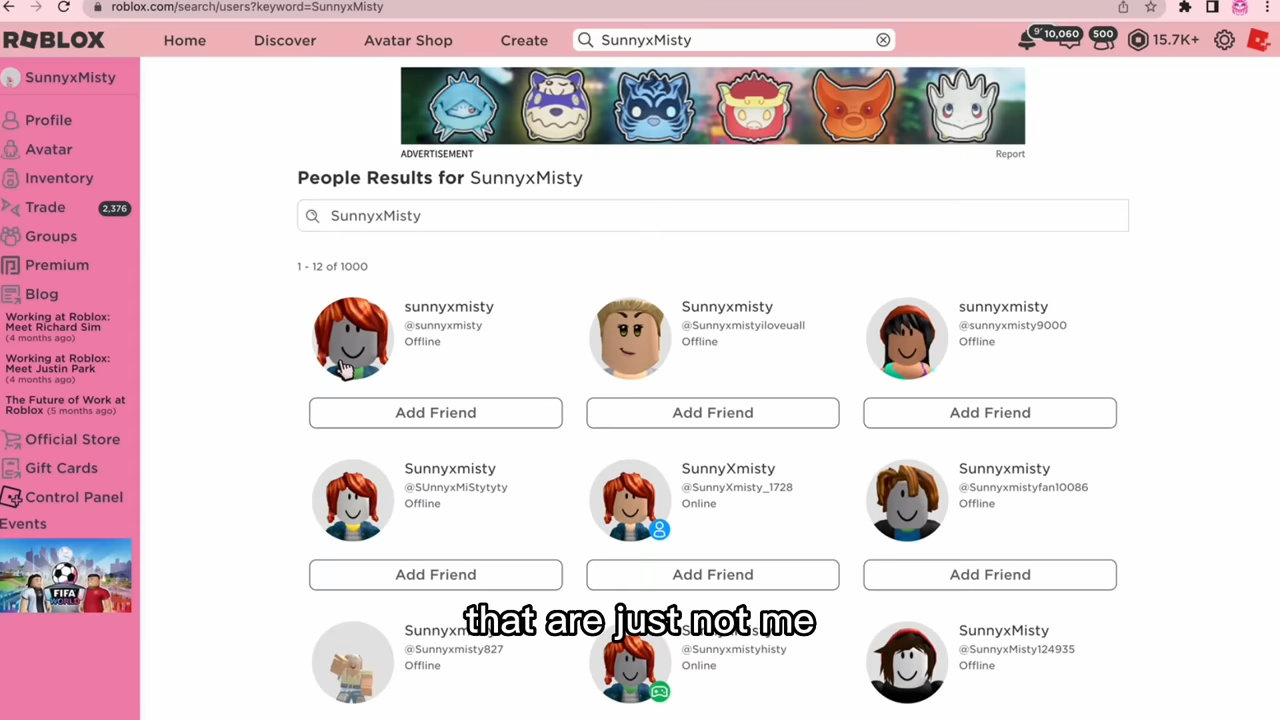 roblox.com/search/users?keyword=SunnyxMisty
ROBLOX Home Discover Avatar Shop Create SunnyxMisty 10,060 500 15.7K+
SunnyxMisty
Profile
Avatar
Inventory
Trade 2,376
Groups
Premium
Blog
Working at Roblox:
Meet Richard Sim
(4 months ago)
Working at Roblox:
Meet Justin Park
(4 months ago)
The Future of Work at
Roblox (5 months ago)
Official Store
Gift Cards
Control Panel
Events
FIFA
WORLD
ADVERTISEMENT Report
People Results for SunnyxMisty
SunnyxMisty
1 - 12 of 1000
sunnyxmisty
@sunnyxmisty
Offline
Add Friend
Sunnyxmisty
@Sunnyxmistyiloveuall
Offline
Add Friend
sunnyxmisty
@sunnyxmisty9000
Offline
Add Friend
Sunnyxmisty
@SUnnyxMiStytyty
Offline
Add Friend
SunnyXmisty
@SunnyXmisty_1728
Online
Add Friend
Sunnyxmisty
@Sunnyxmistyfan10086
Offline
Add Friend
that are just not me
@Sunnyxmisty827
Offline
@Sunnyxmistyhisty
Online
SunnyxMisty
@SunnyxMisty124935
Offline